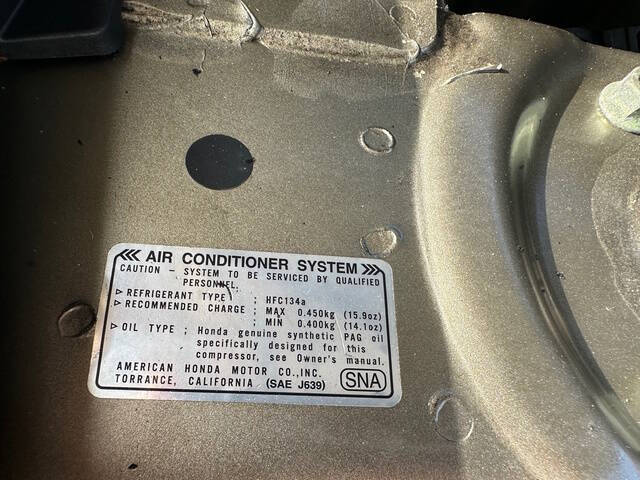 ⋘ AIR CONDITIONER SYSTEM ⋙
CAUTION - SYSTEM TO BE SERVICED BY QUALIFIED
PERSONNEL.
▷ REFRIGERANT TYPE : HFC134a
▷ RECOMMENDED CHARGE : MAX 0.450kg (15.9oz)
MIN 0.400kg (14.1oz)
▷ OIL TYPE : Honda genuine synthetic PAG oil
specifically designed for this
compressor, see Owner's manual.
AMERICAN HONDA MOTOR CO.,INC.
TORRANCE, CALIFORNIA (SAE J639) SNA